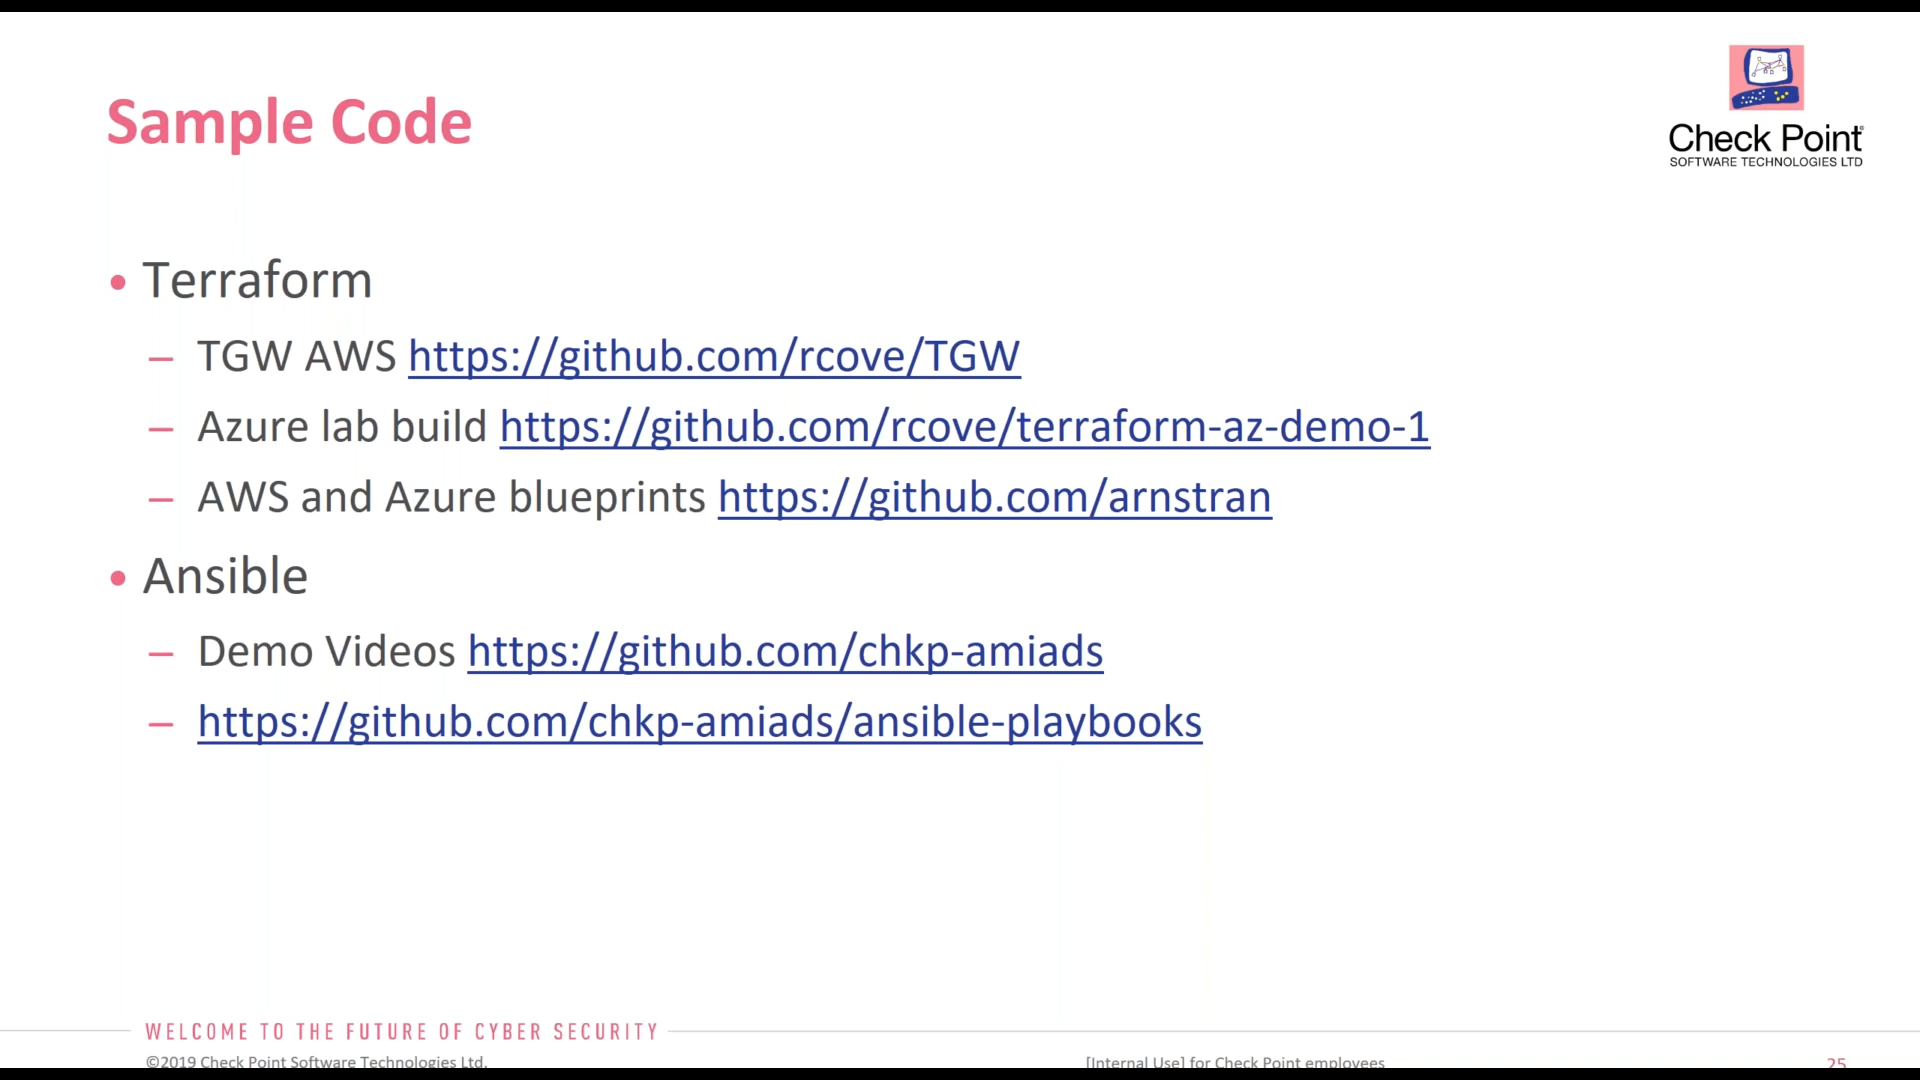 Sample Code
Check Point
SOFTWARE TECHNOLOGIES LTD
• Terraform
– TGW AWS https://github.com/rcove/TGW
– Azure lab build https://github.com/rcove/terraform-az-demo-1
– AWS and Azure blueprints https://github.com/arnstran
• Ansible
– Demo Videos https://github.com/chkp-amiads
– https://github.com/chkp-amiads/ansible-playbooks
WELCOME TO THE FUTURE OF CYBER SECURITY
©2019 Check Point Software Technologies Ltd.
[Internal Use] for Check Point employees
25